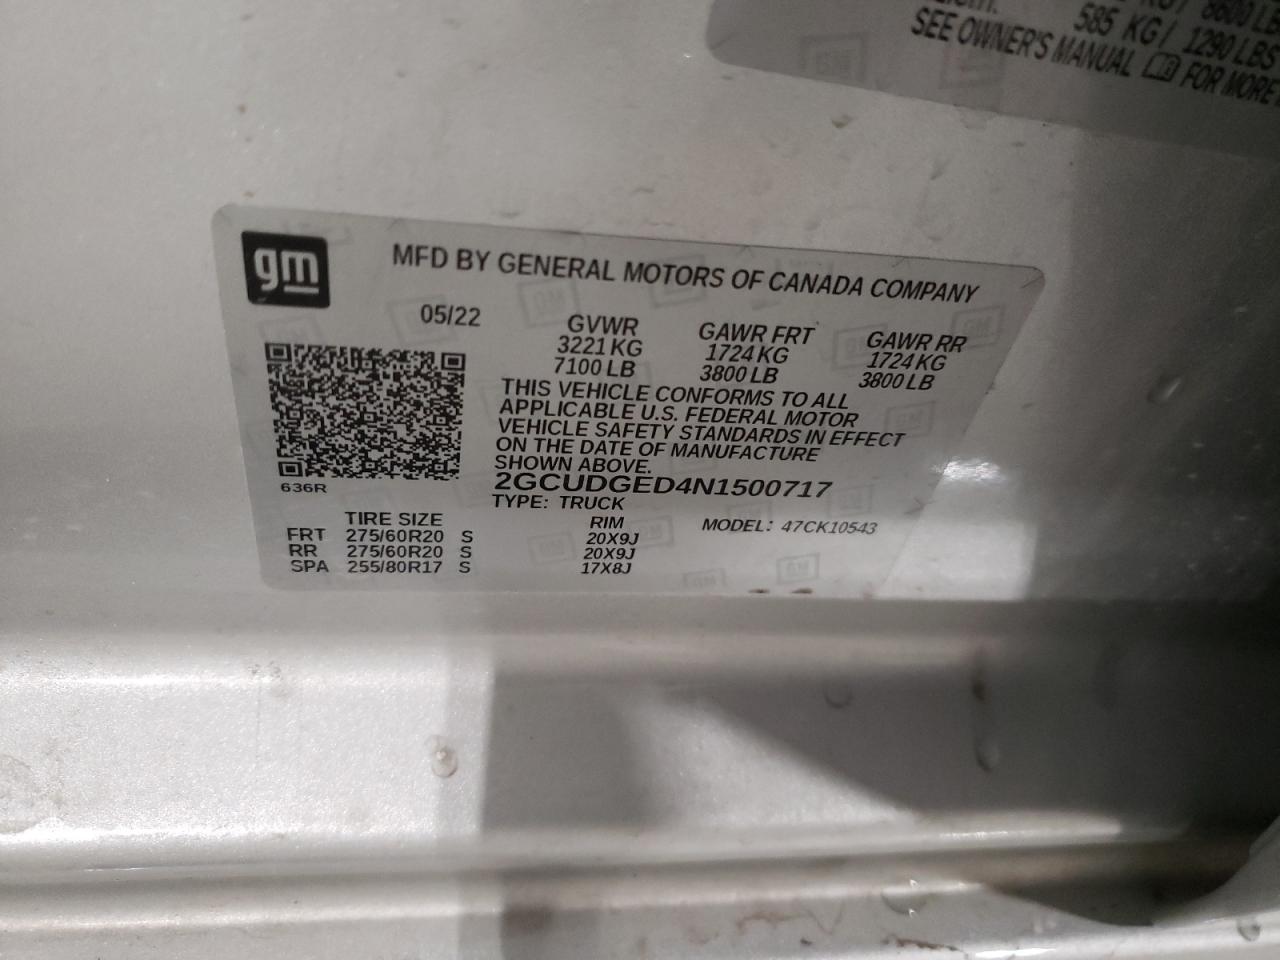 8600 LB
585 KG / 1290 LBS
SEE OWNER'S MANUAL FOR MORE
gm
MFD BY GENERAL MOTORS OF CANADA COMPANY
05/22
GVWR GAWR FRT GAWR RR
3221 KG 1724 KG 1724 KG
7100 LB 3800 LB 3800 LB
THIS VEHICLE CONFORMS TO ALL
APPLICABLE U.S. FEDERAL MOTOR
VEHICLE SAFETY STANDARDS IN EFFECT
ON THE DATE OF MANUFACTURE
SHOWN ABOVE.
2GCUDGED4N1500717
TYPE: TRUCK
636R
TIRE SIZE RIM MODEL: 47CK10543
FRT 275/60R20 S 20X9J
RR 275/60R20 S 20X9J
SPA 255/80R17 S 17X8J